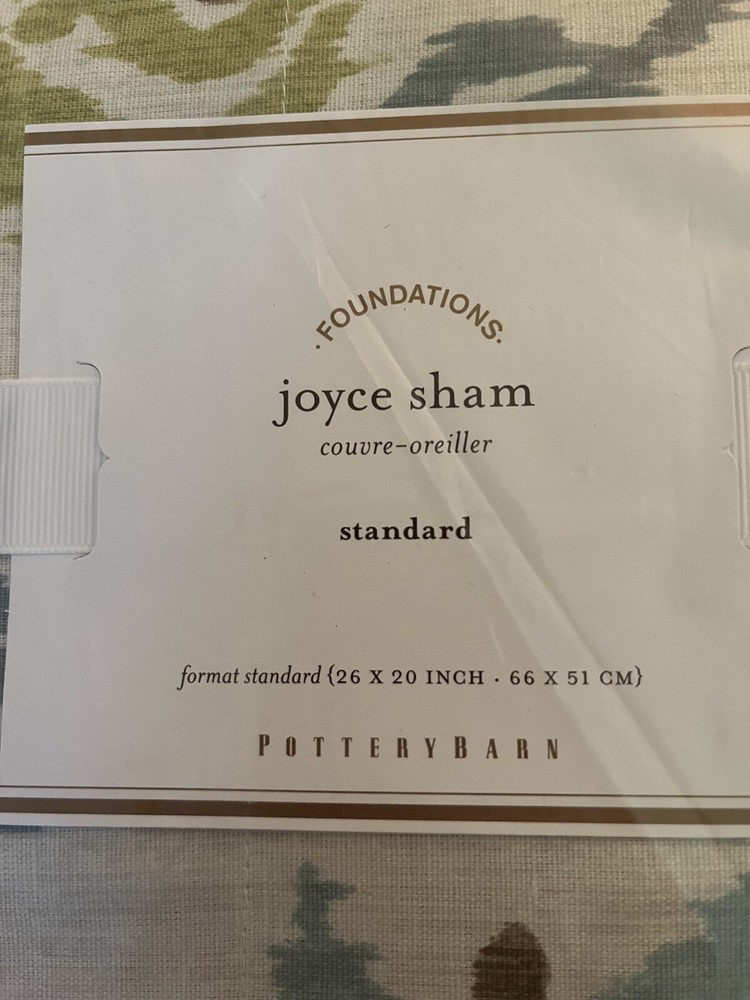 ·FOUNDATIONS·
joyce sham
couvre-oreiller
standard
format standard {26 X 20 INCH · 66 X 51 CM}
POTTERYBARN